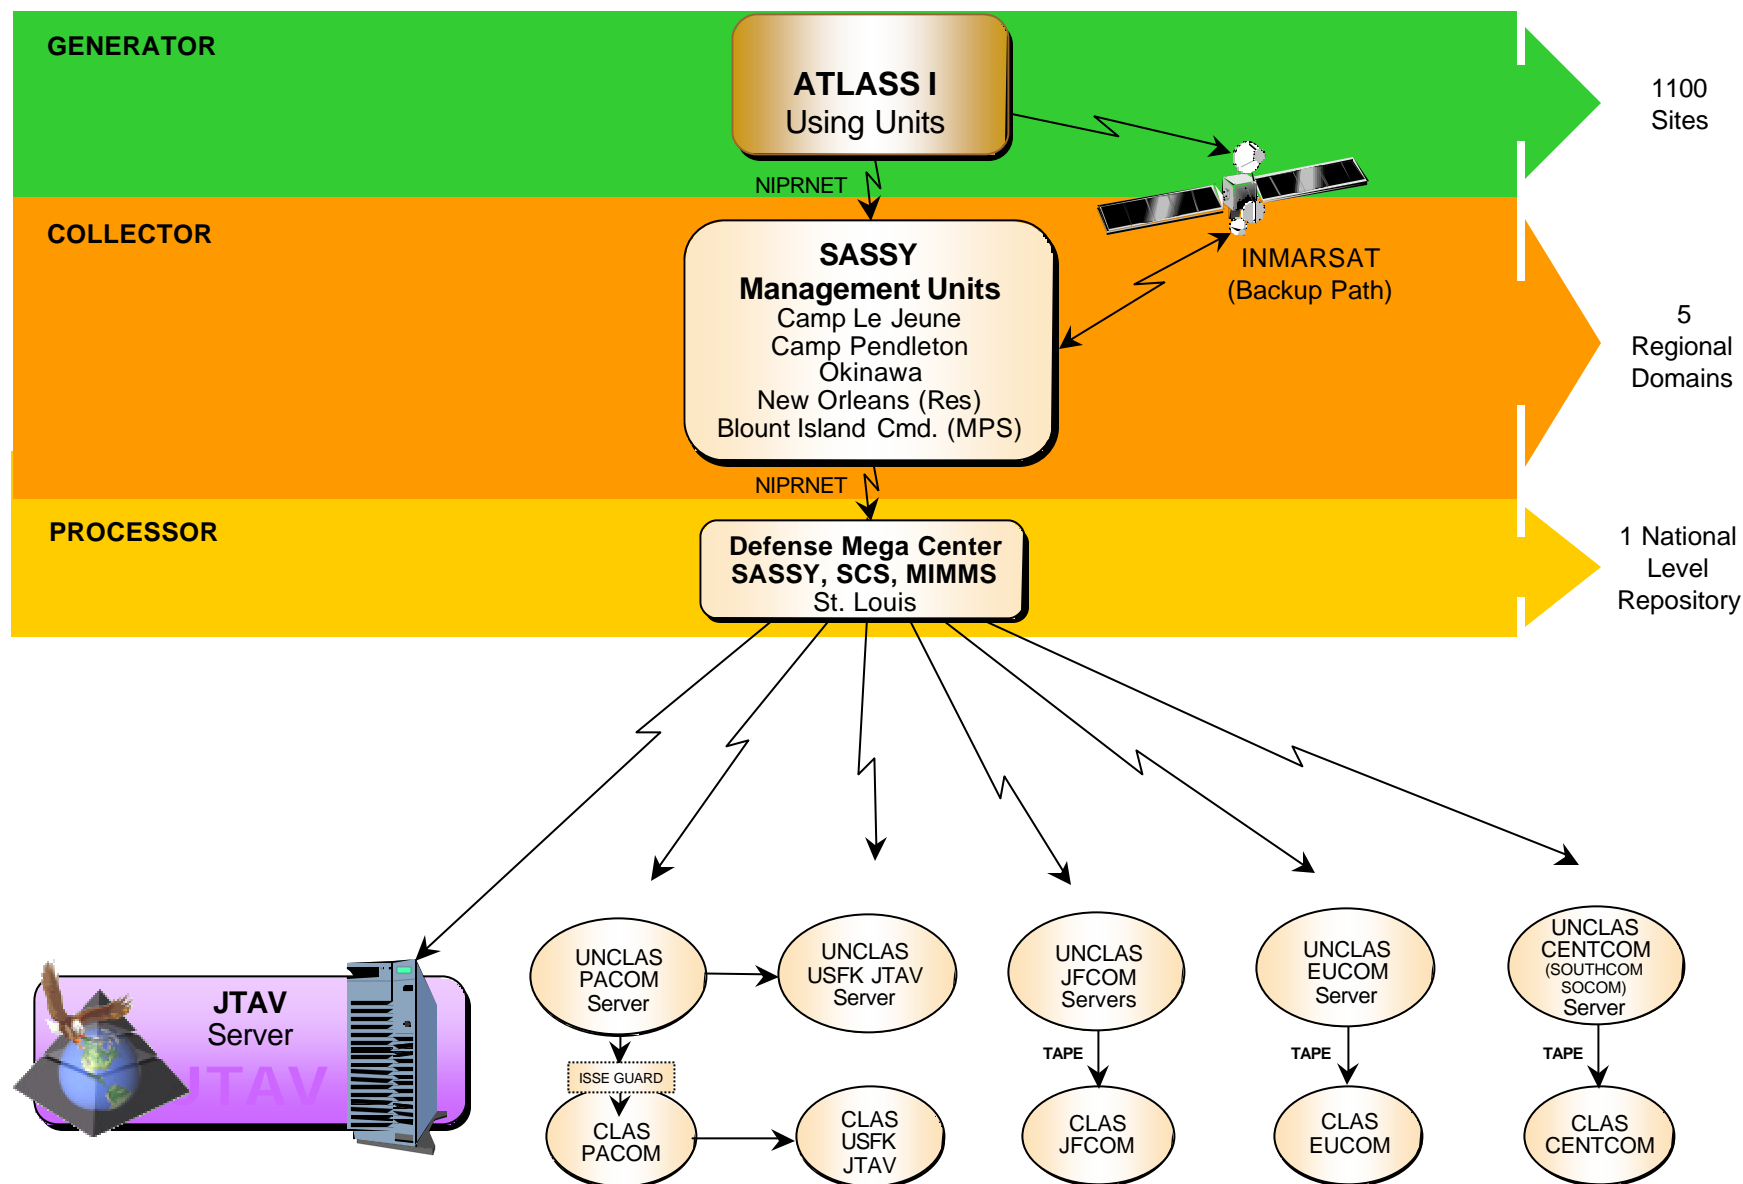 GENERATOR
ATLASS I
Using Units
1100
Sites
NIPRNET
COLLECTOR
SASSY
Management Units
Camp Le Jeune
Camp Pendleton
Okinawa
New Orleans (Res)
Blount Island Cmd. (MPS)
INMARSAT
(Backup Path)
5
Regional
Domains
NIPRNET
PROCESSOR
Defense Mega Center
SASSY, SCS, MIMMS
St. Louis
1 National
Level
Repository
JTAV
Server
JTAV
UNCLAS
PACOM
Server
UNCLAS
USFK JTAV
Server
UNCLAS
JFCOM
Servers
UNCLAS
EUCOM
Server
UNCLAS
CENTCOM
(SOUTHCOM
SOCOM)
Server
ISSE GUARD
TAPE
TAPE
TAPE
CLAS
PACOM
CLAS
USFK
JTAV
CLAS
JFCOM
CLAS
EUCOM
CLAS
CENTCOM